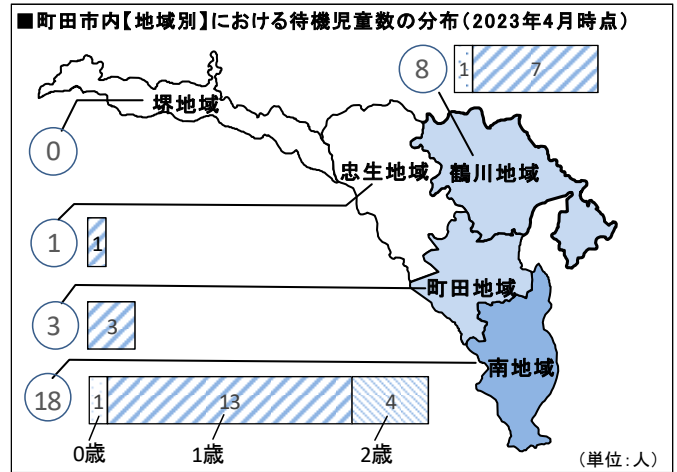 ■町田市内【地域別】における待機児童数の分布(2023年4月時点)
8
1 7
堺地域
0
忠生地域
鶴川地域
1
1
町田地域
3
3
南地域
18
1 13 4
0歳 1歳 2歳
(単位:人)